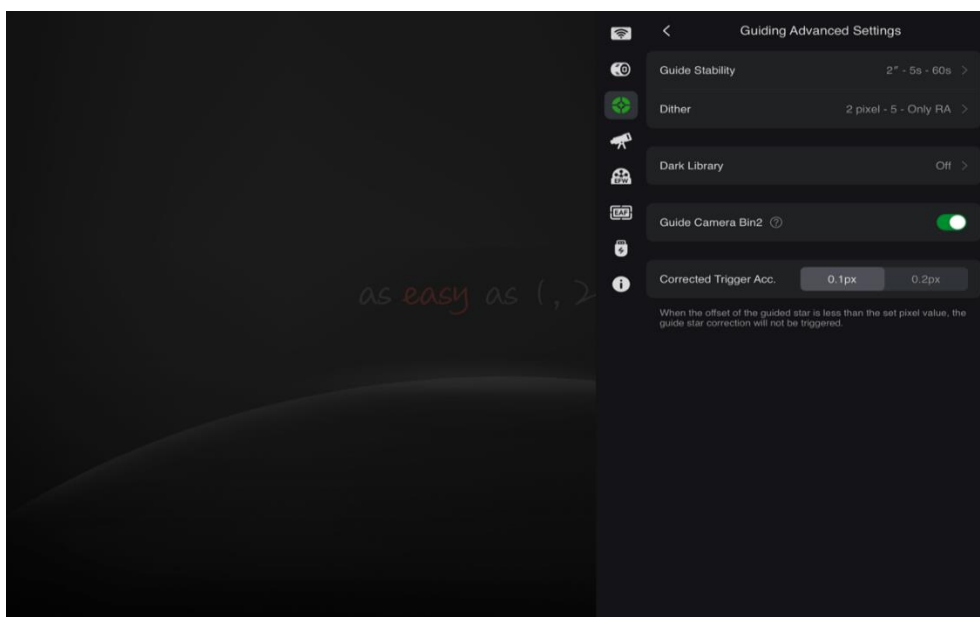 Guiding Advanced Settings
Guide Stability 2" - 5s - 60s >
Dither 2 pixel - 5 - Only RA >
Dark Library Off >
EFW
EAF
Guide Camera Bin2 ?
Corrected Trigger Acc. 0.1px 0.2px
as easy as 1, 2
When the offset of the guided star is less than the set pixel value, the
guide star correction will not be triggered.